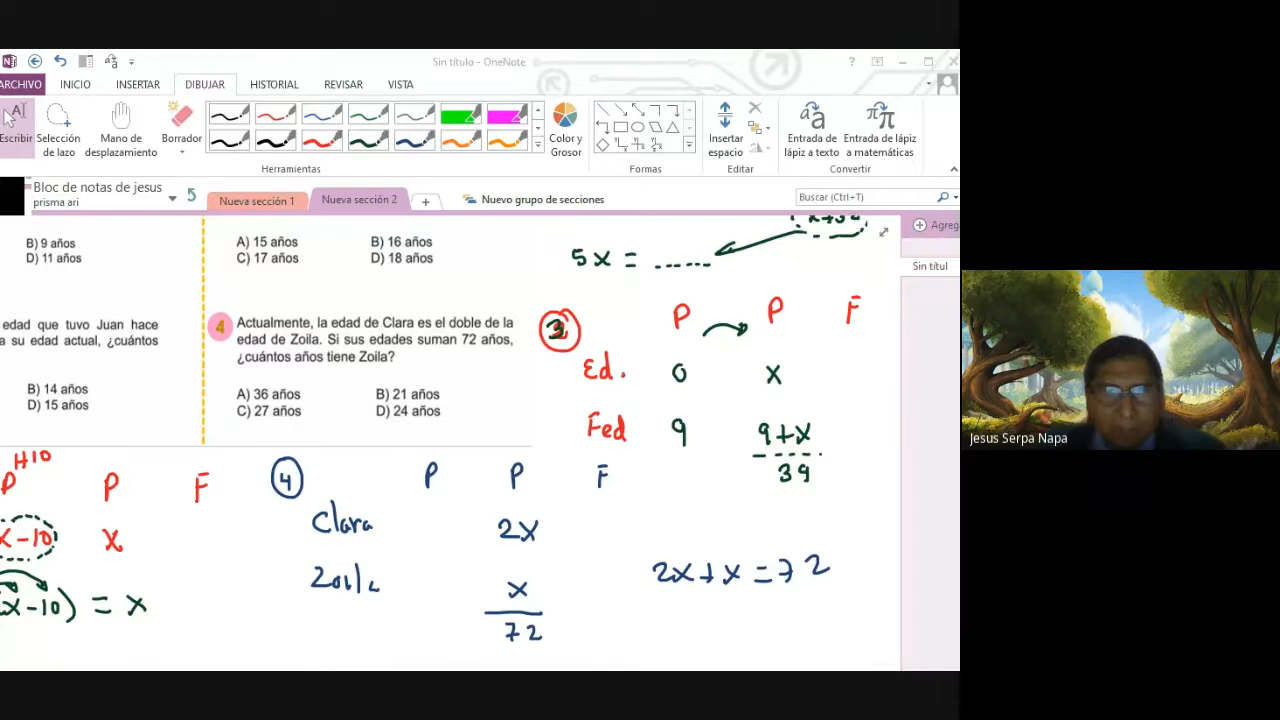 Sin título - OneNote
ARCHIVO INICIO INSERTAR DIBUJAR HISTORIAL REVISAR VISTA
Escribir
Selección de lazo
Mano de desplazamiento
Borrador
Color y Grosor
Insertar espacio
Entrada de lápiz a texto
Entrada de lápiz a matemáticas
Herramientas Formas Editar Convertir
Bloc de notas de jesus
prisma ari
Nueva sección 1 Nueva sección 2 + Nuevo grupo de secciones
Buscar (Ctrl+T)
Agreg
Sin títul
B) 9 años
D) 11 años
A) 15 años B) 16 años
C) 17 años D) 18 años
edad que tuvo Juan hace
a su edad actual, ¿cuántos
B) 14 años
D) 15 años
4 Actualmente, la edad de Clara es el doble de la
edad de Zoila. Si sus edades suman 72 años,
¿cuántos años tiene Zoila?
A) 36 años B) 21 años
C) 27 años D) 24 años
5x = ......
3 P P F
Ed. 0 x
Fed 9 9+x
39
H10
P P F
x-10 x
x-10) = x
4 P P F
Clara 2x
Zoila x
72
2x+x=72
Jesus Serpa Napa